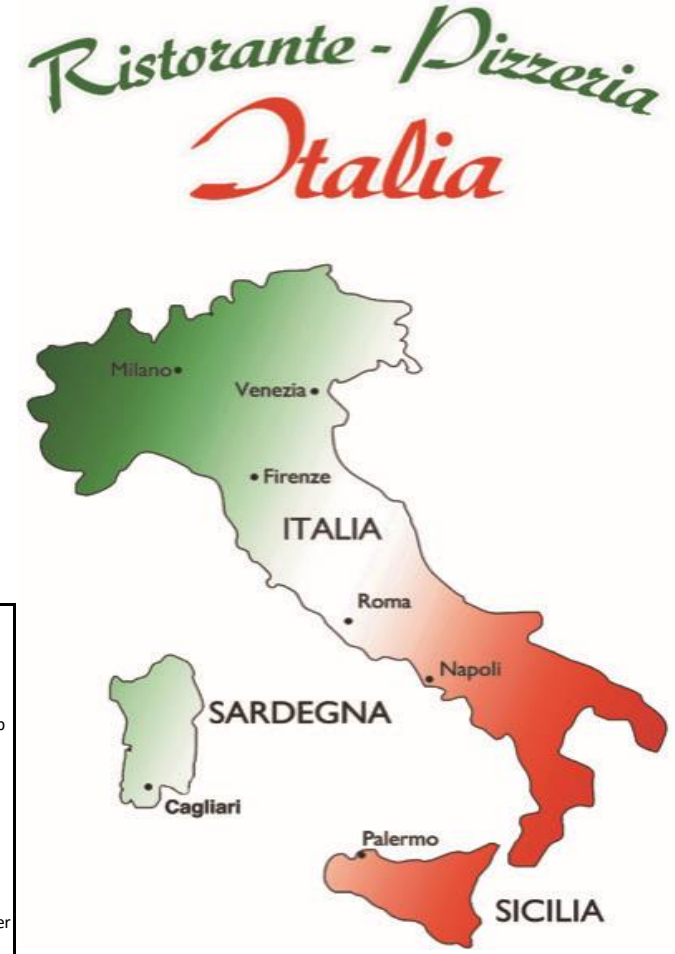 Ristorante - Pizzeria
Italia
Milano
Venezia
Firenze
ITALIA
Roma
Napoli
SARDEGNA
Cagliari
Palermo
SICILIA